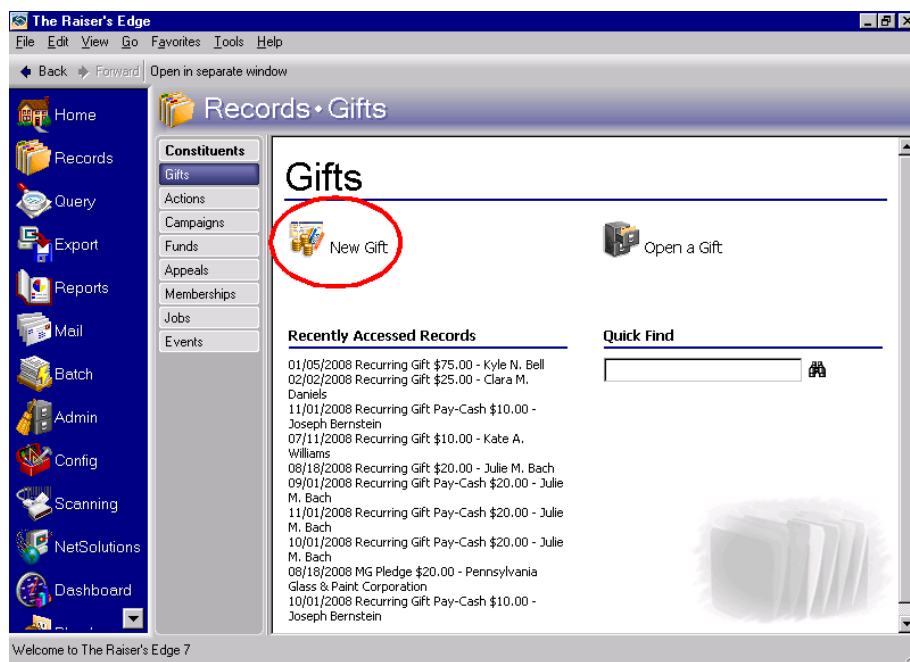 The Raiser's Edge
File Edit View Go Favorites Tools Help
Back Forward Open in separate window
Home
Records
Query
Export
Reports
Mail
Batch
Admin
Config
Scanning
NetSolutions
Dashboard
Records • Gifts
Constituents
Gifts
Actions
Campaigns
Funds
Appeals
Memberships
Jobs
Events
Gifts
New Gift
Open a Gift
Recently Accessed Records
01/05/2008 Recurring Gift $75.00 - Kyle N. Bell
02/02/2008 Recurring Gift $25.00 - Clara M.
Daniels
11/01/2008 Recurring Gift Pay-Cash $10.00 -
Joseph Bernstein
07/11/2008 Recurring Gift $10.00 - Kate A.
Williams
08/18/2008 Recurring Gift $20.00 - Julie M. Bach
09/01/2008 Recurring Gift Pay-Cash $20.00 - Julie
M. Bach
11/01/2008 Recurring Gift Pay-Cash $20.00 - Julie
M. Bach
10/01/2008 Recurring Gift Pay-Cash $20.00 - Julie
M. Bach
08/18/2008 MG Pledge $20.00 - Pennsylvania
Glass & Paint Corporation
10/01/2008 Recurring Gift Pay-Cash $10.00 -
Joseph Bernstein
Quick Find
Welcome to The Raiser's Edge 7